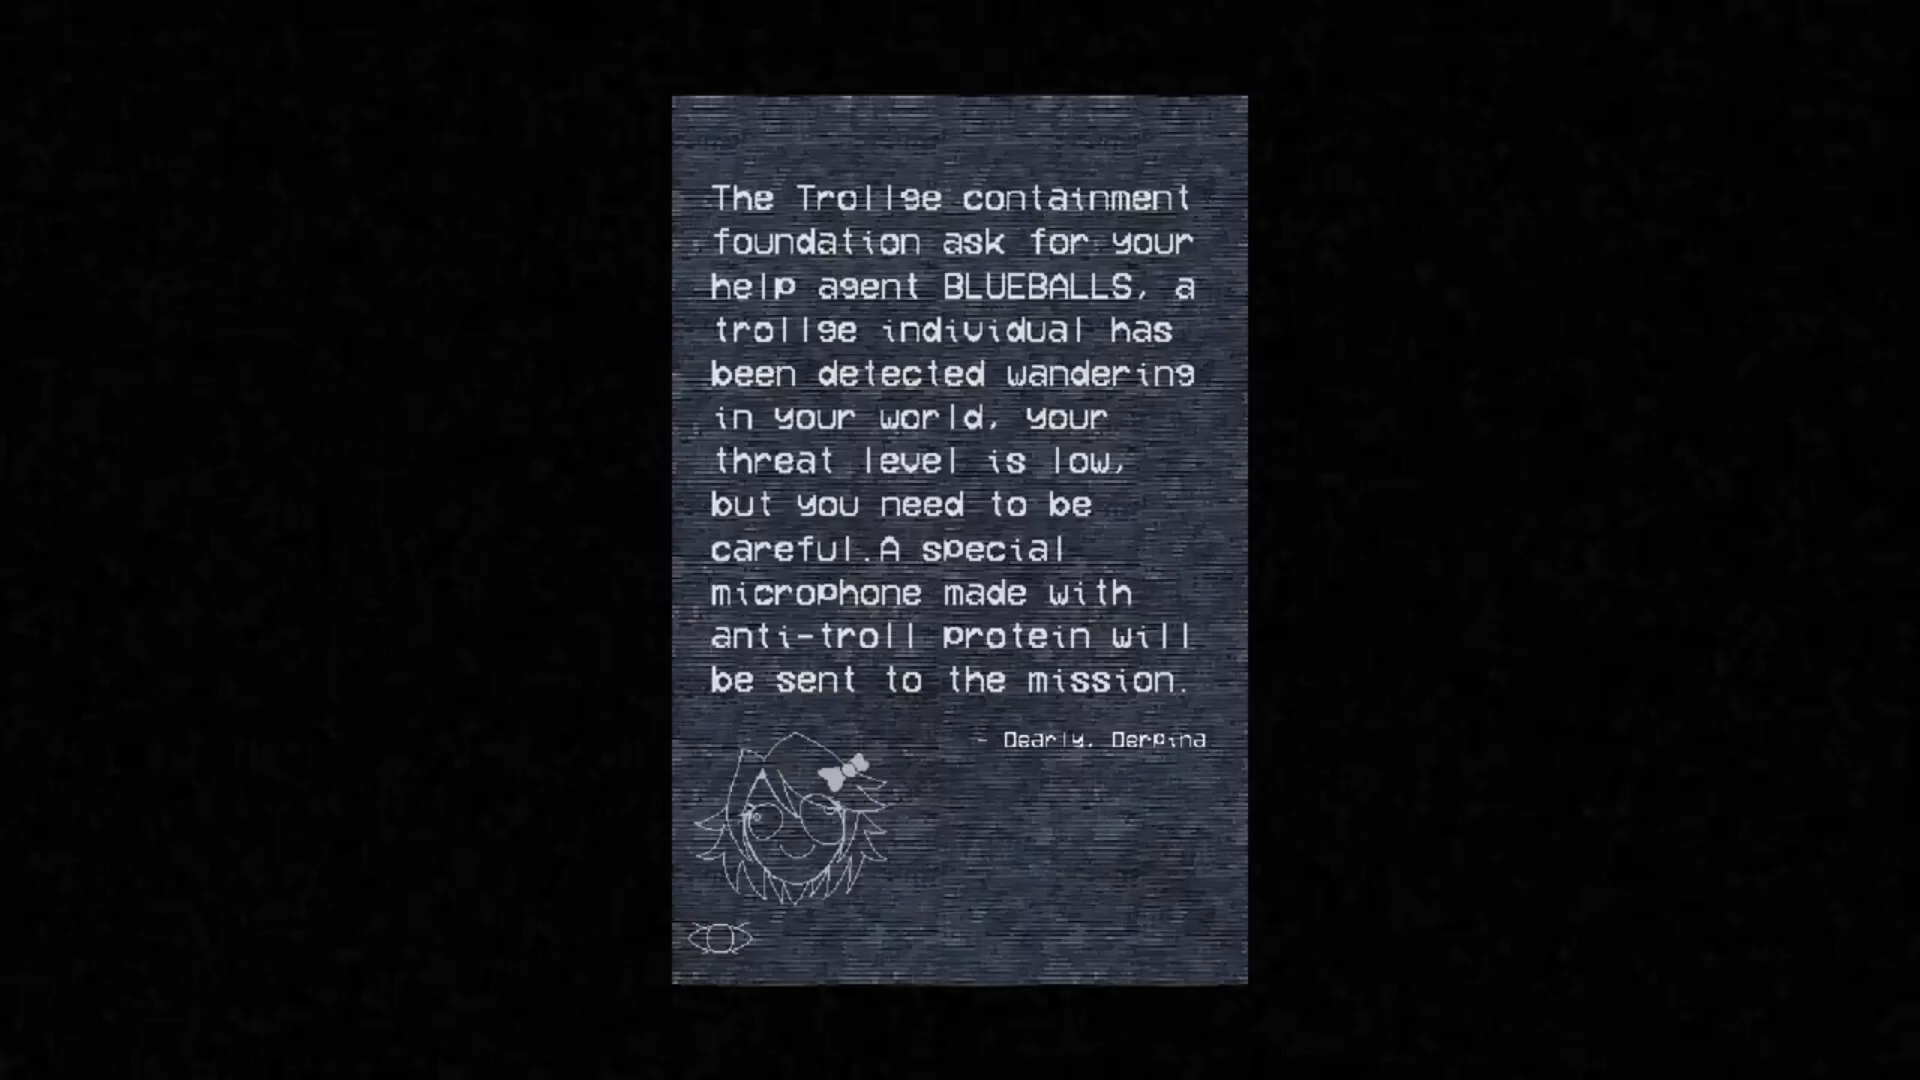 The Trollge containment
foundation ask for your
help agent BLUEBALLS, a
trollge individual has
been detected wandering
in your world, your
threat level is low,
but you need to be
careful.A special
microphone made with
anti-troll protein will
be sent to the mission.
- Dearly, Derpina